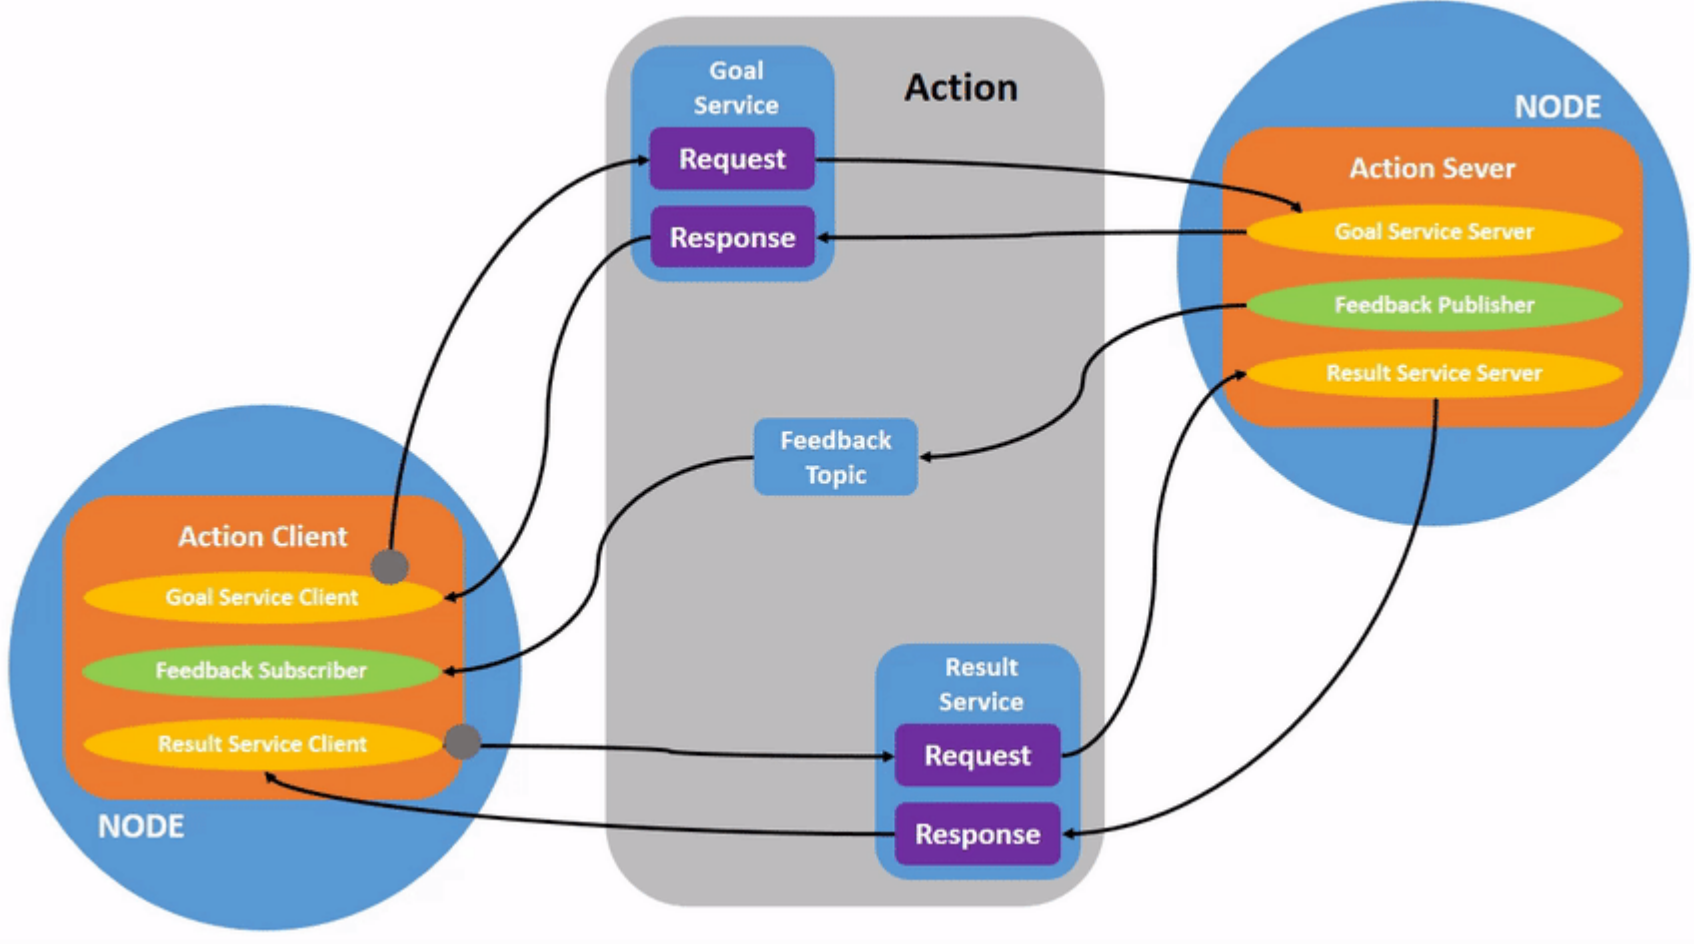 Action
Goal
Service
Request
Response
Feedback
Topic
Result
Service
Request
Response
NODE
Action Sever
Goal Service Server
Feedback Publisher
Result Service Server
Action Client
Goal Service Client
Feedback Subscriber
Result Service Client
NODE